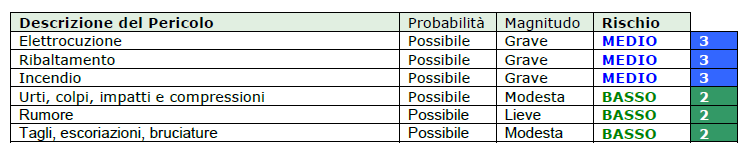 Descrizione del Pericolo Probabilità Magnitudo Rischio
Elettrocuzione Possibile Grave MEDIO 3
Ribaltamento Possibile Grave MEDIO 3
Incendio Possibile Grave MEDIO 3
Urti, colpi, impatti e compressioni Possibile Modesta BASSO 2
Rumore Possibile Lieve BASSO 2
Tagli, escoriazioni, bruciature Possibile Modesta BASSO 2